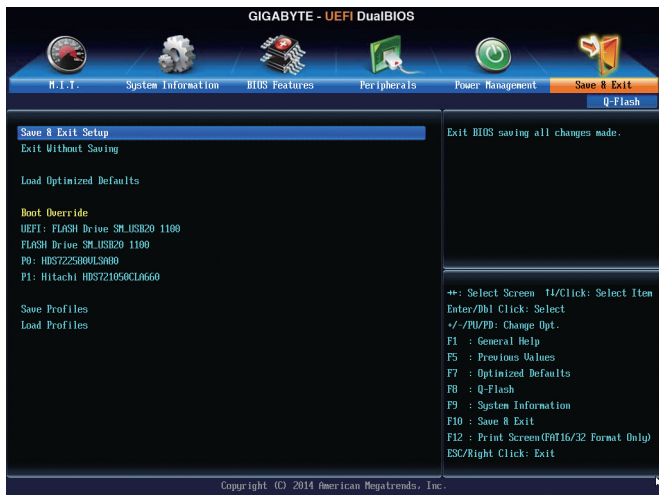 GIGABYTE - UEFI DualBIOS
M.I.T.
System Information
BIOS Features
Peripherals
Power Management
Save & Exit
Q-Flash
Save & Exit Setup
Exit Without Saving
Load Optimized Defaults
Boot Override
UEFI: FLASH Drive SM_USB20 1100
FLASH Drive SM_USB20 1100
P0: HDS722580VLSA80
P1: Hitachi HDS721050CLA660
Save Profiles
Load Profiles
Exit BIOS saving all changes made.
→←: Select Screen ↑↓/Click: Select Item
Enter/Dbl Click: Select
+/-/PU/PD: Change Opt.
F1 : General Help
F5 : Previous Values
F7 : Optimized Defaults
F8 : Q-Flash
F9 : System Information
F10 : Save & Exit
F12 : Print Screen(FAT16/32 Format Only)
ESC/Right Click: Exit
Copyright (C) 2014 American Megatrends, Inc.